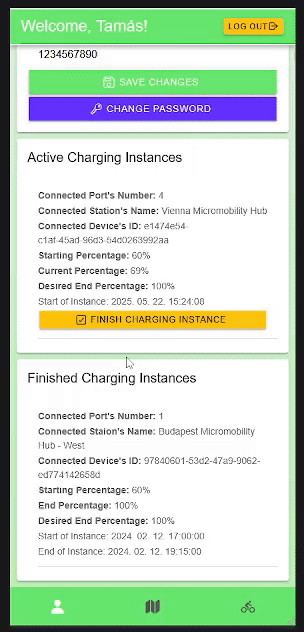 Welcome, Tamás!
LOG OUT
1234567890
SAVE CHANGES
CHANGE PASSWORD
Active Charging Instances
Connected Port's Number: 4
Connected Station's Name: Vienna Micromobility Hub
Connected Device's ID: e1474e54-
c1af-45ad-96d3-54d0263992aa
Starting Percentage: 60%
Current Percentage: 69%
Desired End Percentage: 100%
Start of Instance: 2025. 05. 22. 15:24:08
FINISH CHARGING INSTANCE
Finished Charging Instances
Connected Port's Number: 1
Connected Staion's Name: Budapest Micromobility
Hub - West
Connected Device's ID: 97840601-53d2-47a9-9062-
ed774142658d
Starting Percentage: 60%
End Percentage: 100%
Desired End Percentage: 100%
Start of Instance: 2024. 02. 12. 17:00:00
End of Instance: 2024. 02. 12. 19:15:00